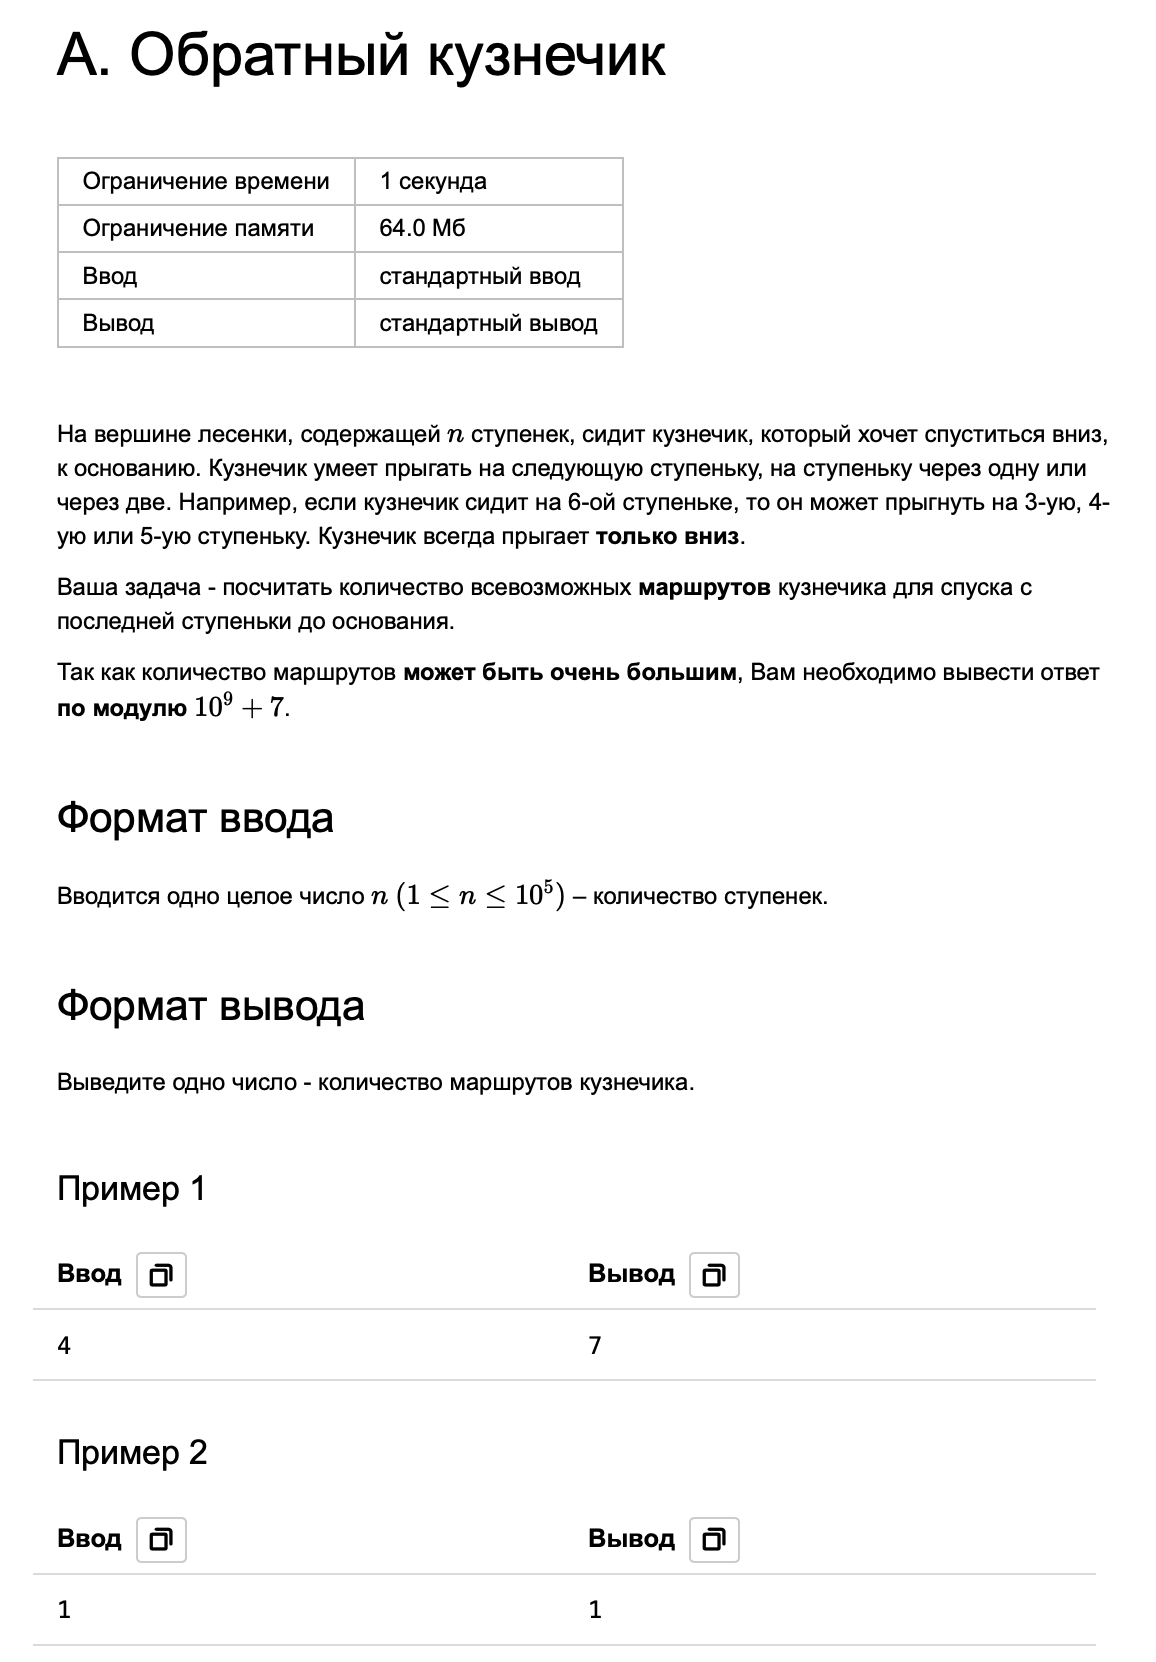 А. Обратный кузнечик
Ограничение времени 1 секунда
Ограничение памяти 64.0 Мб
Ввод стандартный ввод
Вывод стандартный вывод
На вершине лесенки, содержащей n ступенек, сидит кузнечик, который хочет спуститься вниз,
к основанию. Кузнечик умеет прыгать на следующую ступеньку, на ступеньку через одну или
через две. Например, если кузнечик сидит на 6-ой ступеньке, то он может прыгнуть на 3-ую, 4-
ую или 5-ую ступеньку. Кузнечик всегда прыгает только вниз.
Ваша задача - посчитать количество всевозможных маршрутов кузнечика для спуска с
последней ступеньки до основания.
Так как количество маршрутов может быть очень большим, Вам необходимо вывести ответ
по модулю 10⁹ + 7.
Формат ввода
Вводится одно целое число n (1 ≤ n ≤ 10⁵) – количество ступенек.
Формат вывода
Выведите одно число - количество маршрутов кузнечика.
Пример 1
Ввод Вывод
4 7
Пример 2
Ввод Вывод
1 1